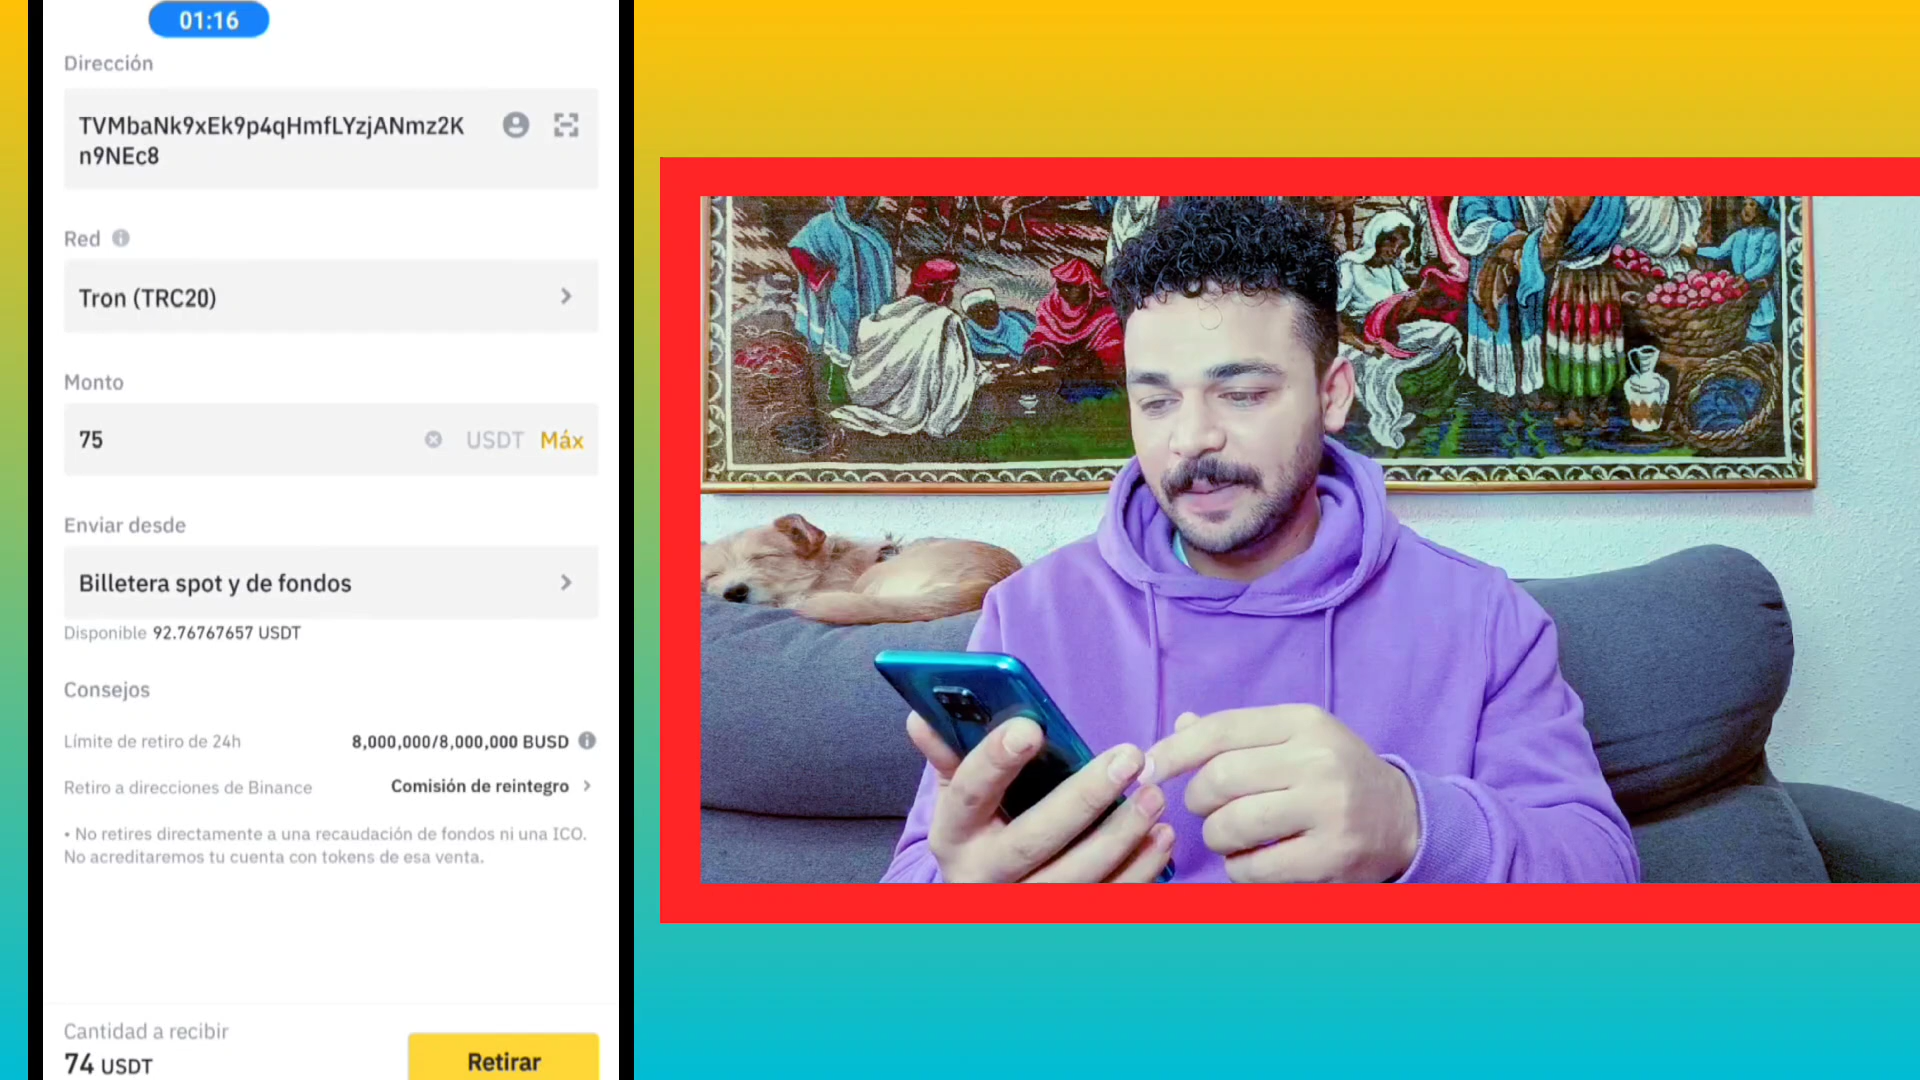 01:16
Dirección
TVMbaNk9xEk9p4qHmfLYzjANmz2K
n9NEc8
Red
Tron (TRC20)
Monto
75 USDT Máx
Enviar desde
Billetera spot y de fondos
Disponible 92.76767657 USDT
Consejos
Límite de retiro de 24h 8,000,000/8,000,000 BUSD
Retiro a direcciones de Binance Comisión de reintegro
• No retires directamente a una recaudación de fondos ni una ICO.
No acreditaremos tu cuenta con tokens de esa venta.
Cantidad a recibir
74 USDT
Retirar